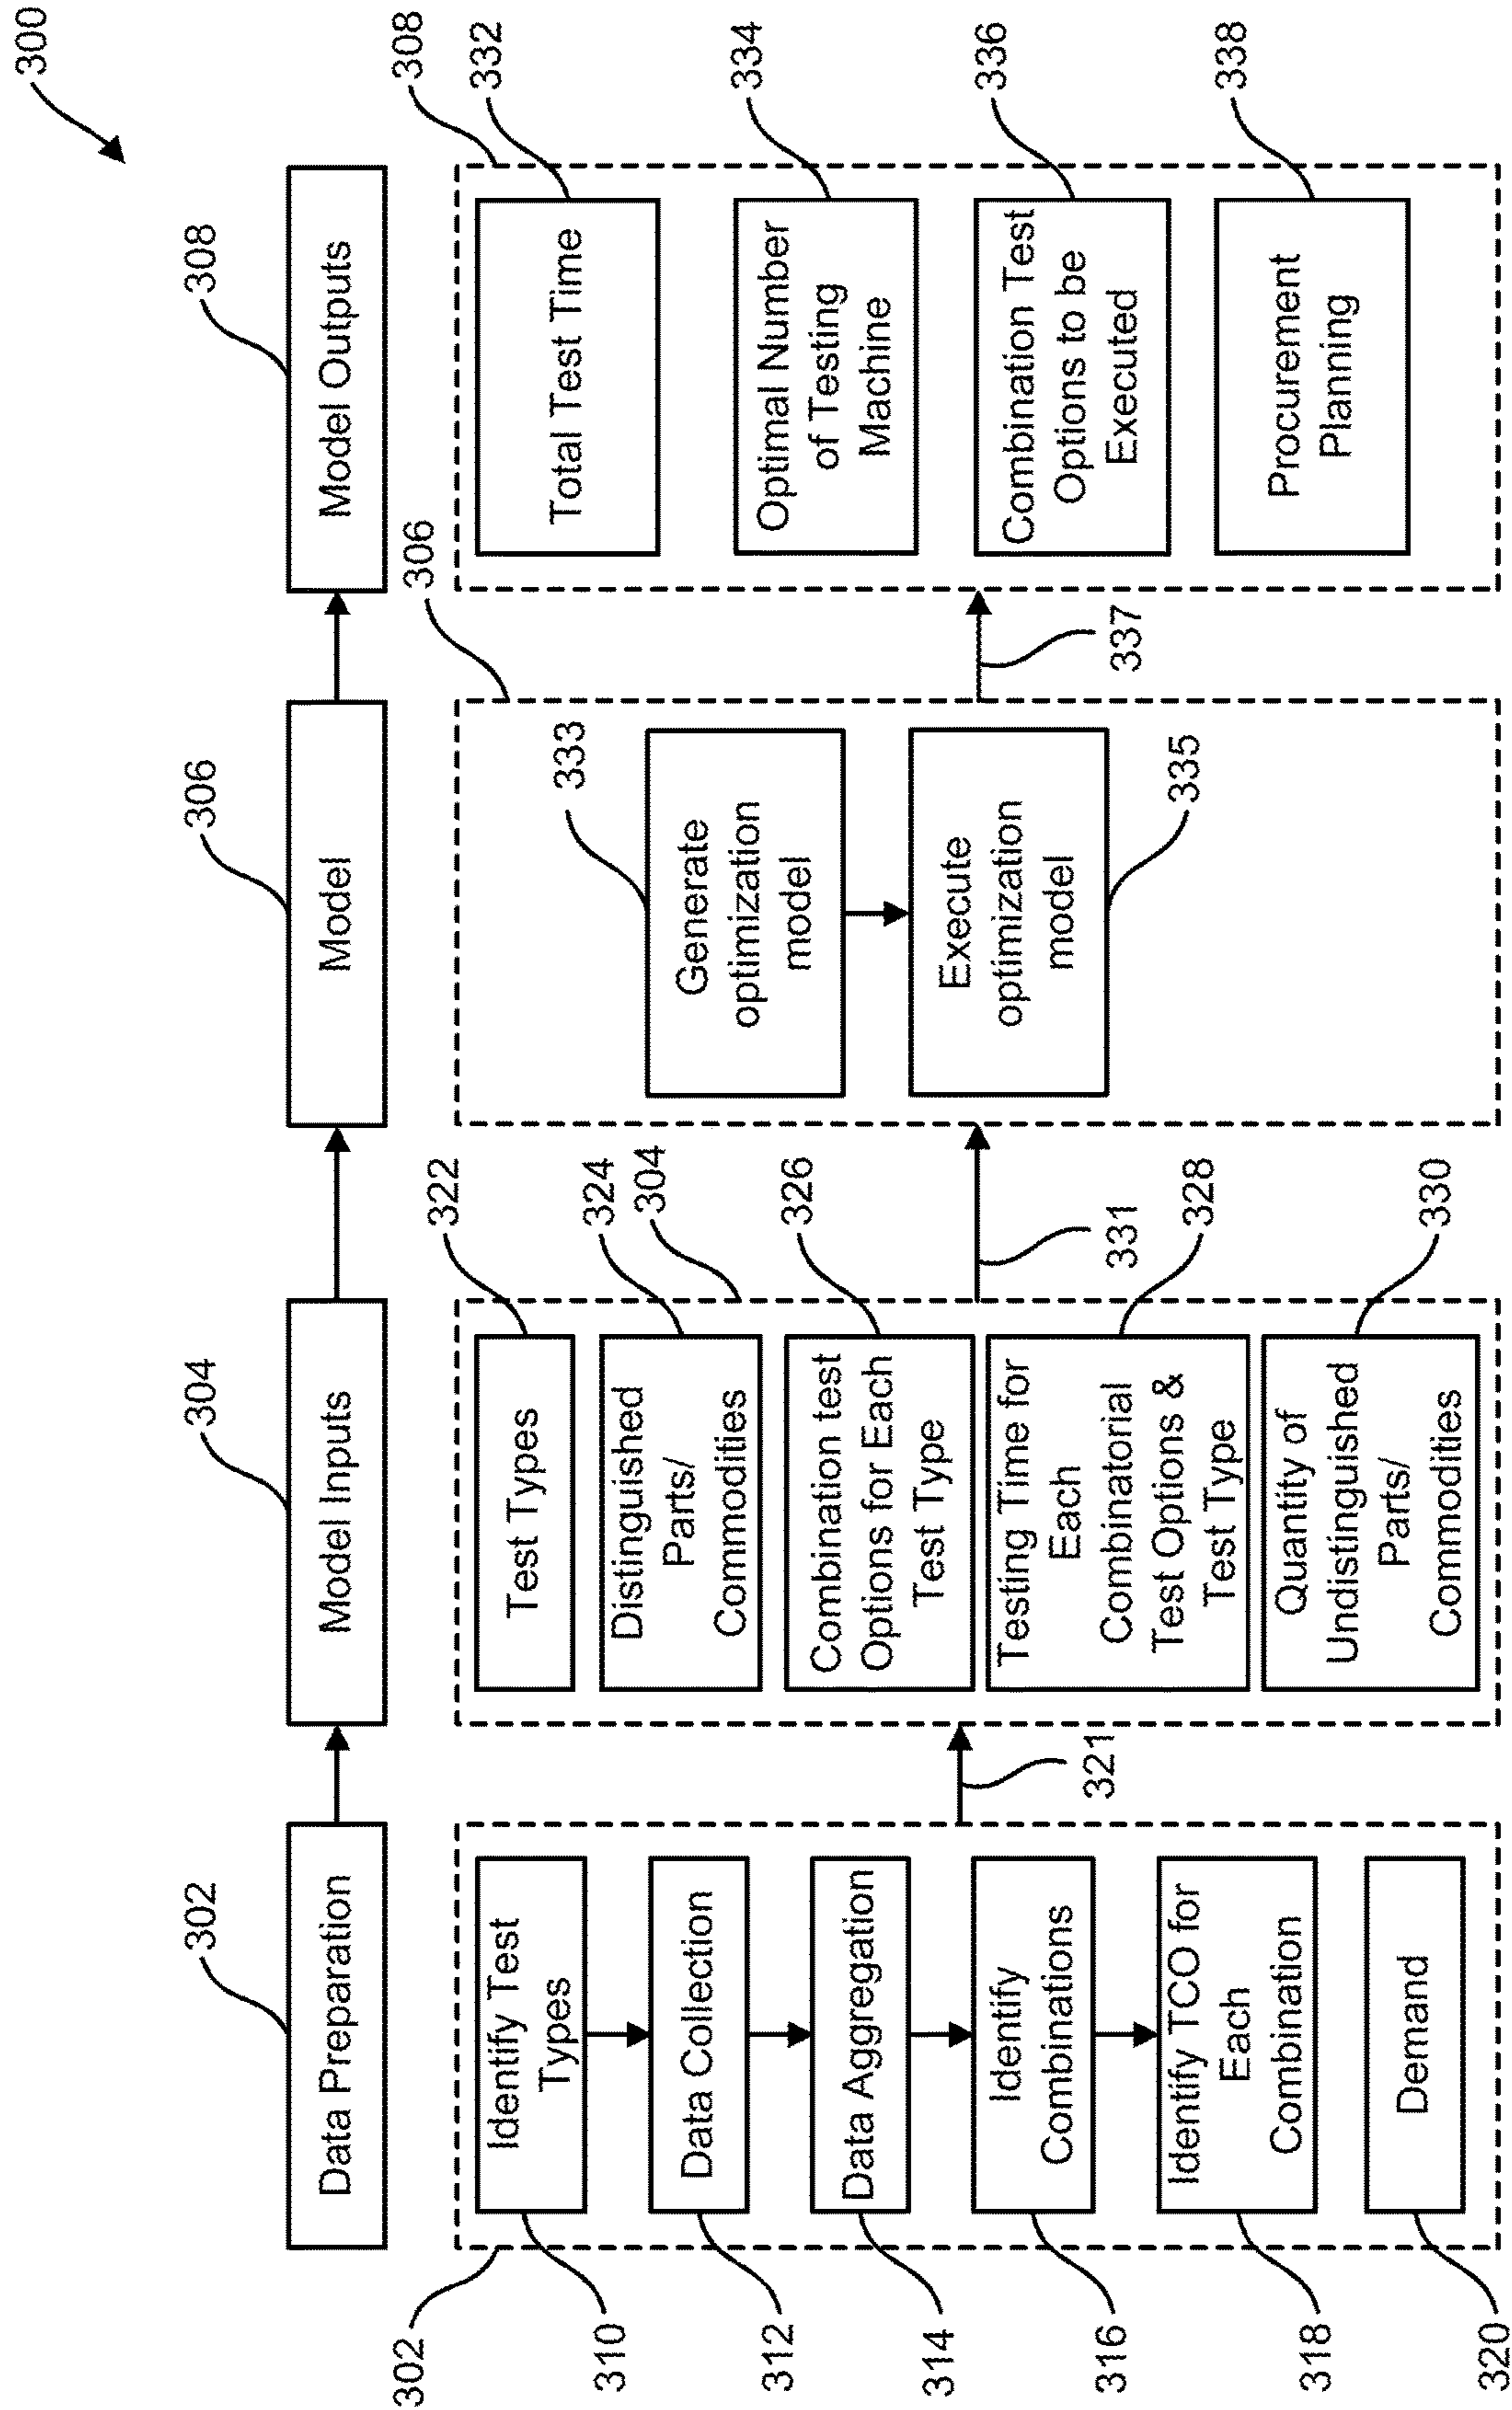 300
302
304
306
308
Data Preparation
Model Inputs
Model
Model Outputs
302
310
312
314
316
318
320
Identify Test
Types
Data Collection
Data Aggregation
Identify
Combinations
Identify TCO for
Each
Combination
Demand
321
322
324
304
326
328
330
Test Types
Distinguished
Parts/
Commodities
Combination test
Options for Each
Test Type
Testing Time for
Each
Combinatorial
Test Options &
Test Type
Quantity of
Undistinguished
Parts/
Commodities
331
306
333
Generate
optimization
model
Execute
optimization
model
335
337
308
332
Total Test Time
334
Optimal Number
of Testing
Machine
336
Combination Test
Options to be
Executed
338
Procurement
Planning